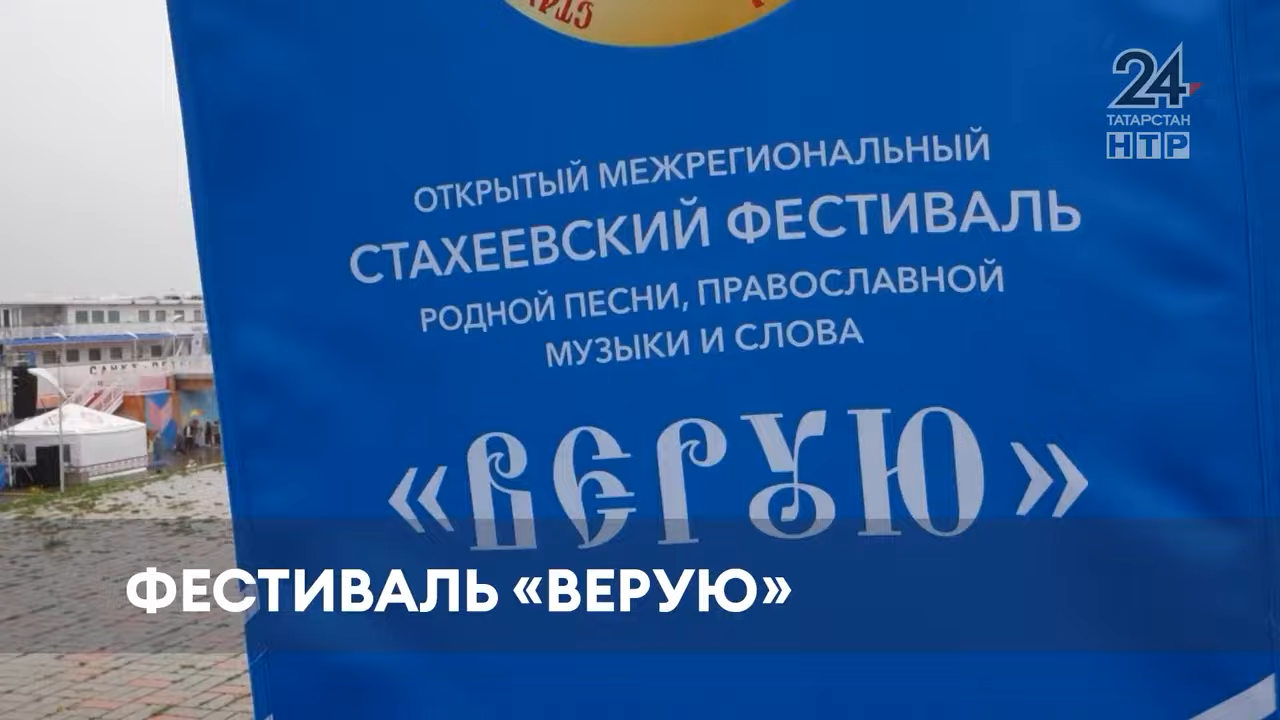 24
ТАТАРСТАН
НТР
ОТКРЫТЫЙ МЕЖРЕГИОНАЛЬНЫЙ
СТАХЕЕВСКИЙ ФЕСТИВАЛЬ
РОДНОЙ ПЕСНИ, ПРАВОСЛАВНОЙ
МУЗЫКИ И СЛОВА
«ВЕРУЮ»
ФЕСТИВАЛЬ «ВЕРУЮ»